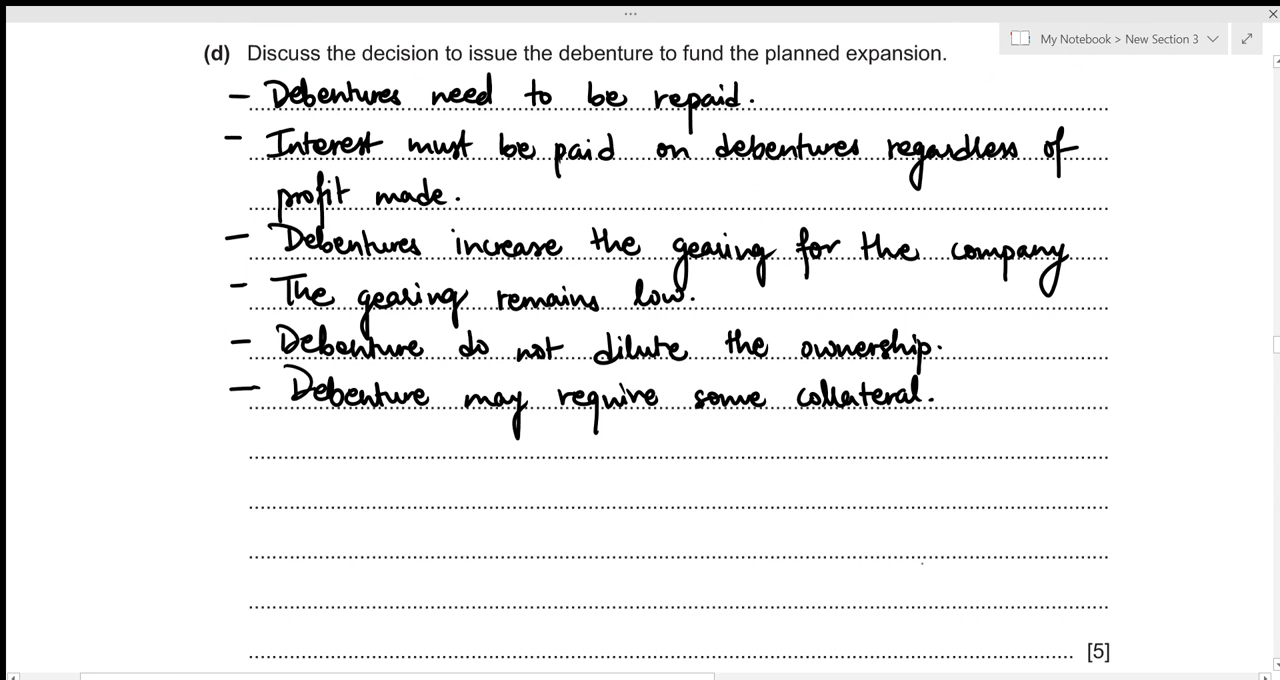 ...
My Notebook > New Section 3
(d) Discuss the decision to issue the debenture to fund the planned expansion.
- Debentures need to be repaid.
- Interest must be paid on debentures regardless of
profit made.
- Debentures increase the gearing for the company
- The gearing remains low.
- Debenture do not dilute the ownership.
- Debenture may require some collateral.
[5]